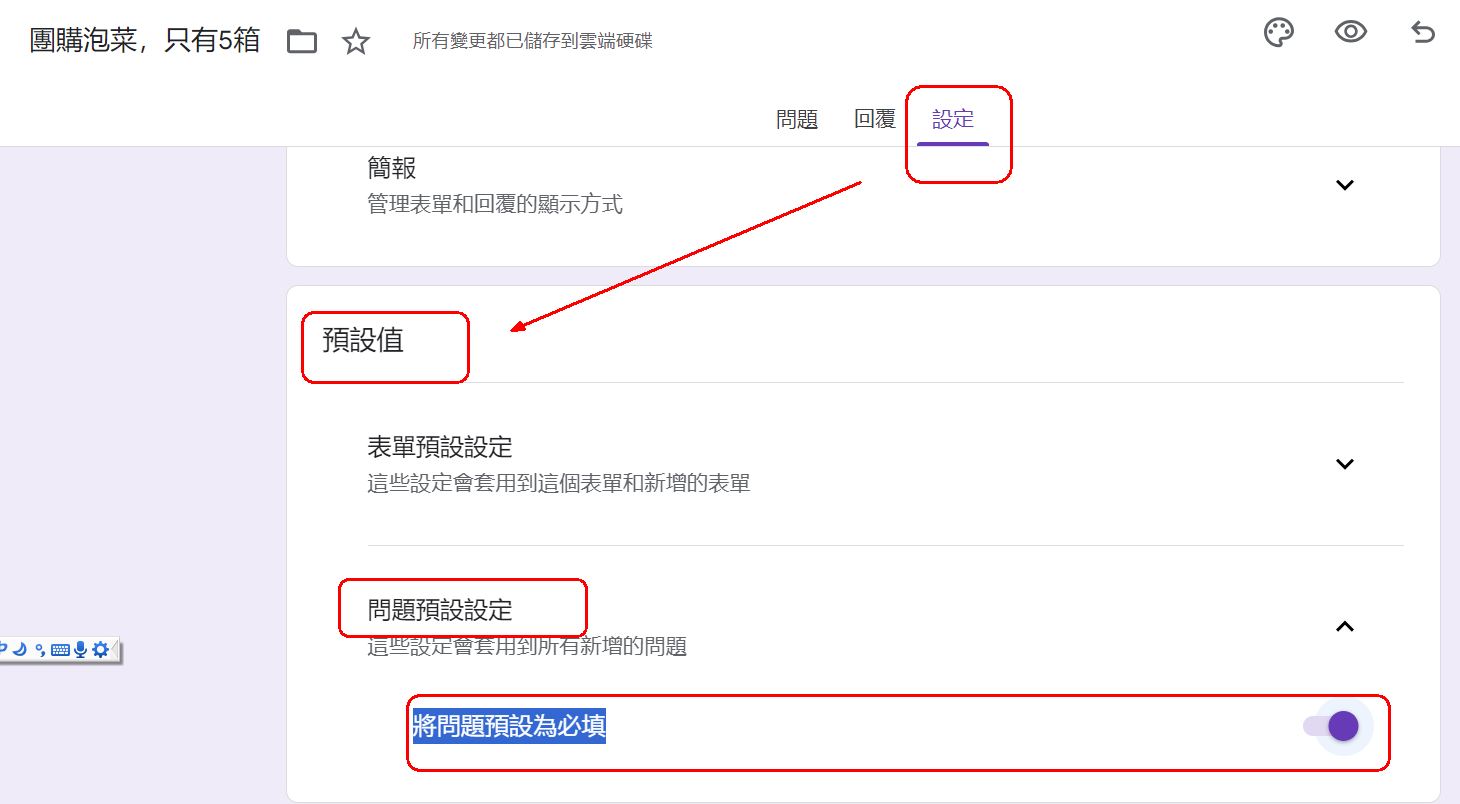 團購泡菜，只有5箱
所有變更都已儲存到雲端硬碟
問題 回覆 設定
簡報
管理表單和回覆的顯示方式
預設值
表單預設設定
這些設定會套用到這個表單和新增的表單
問題預設設定
這些設定會套用到所有新增的問題
中
將問題預設為必填